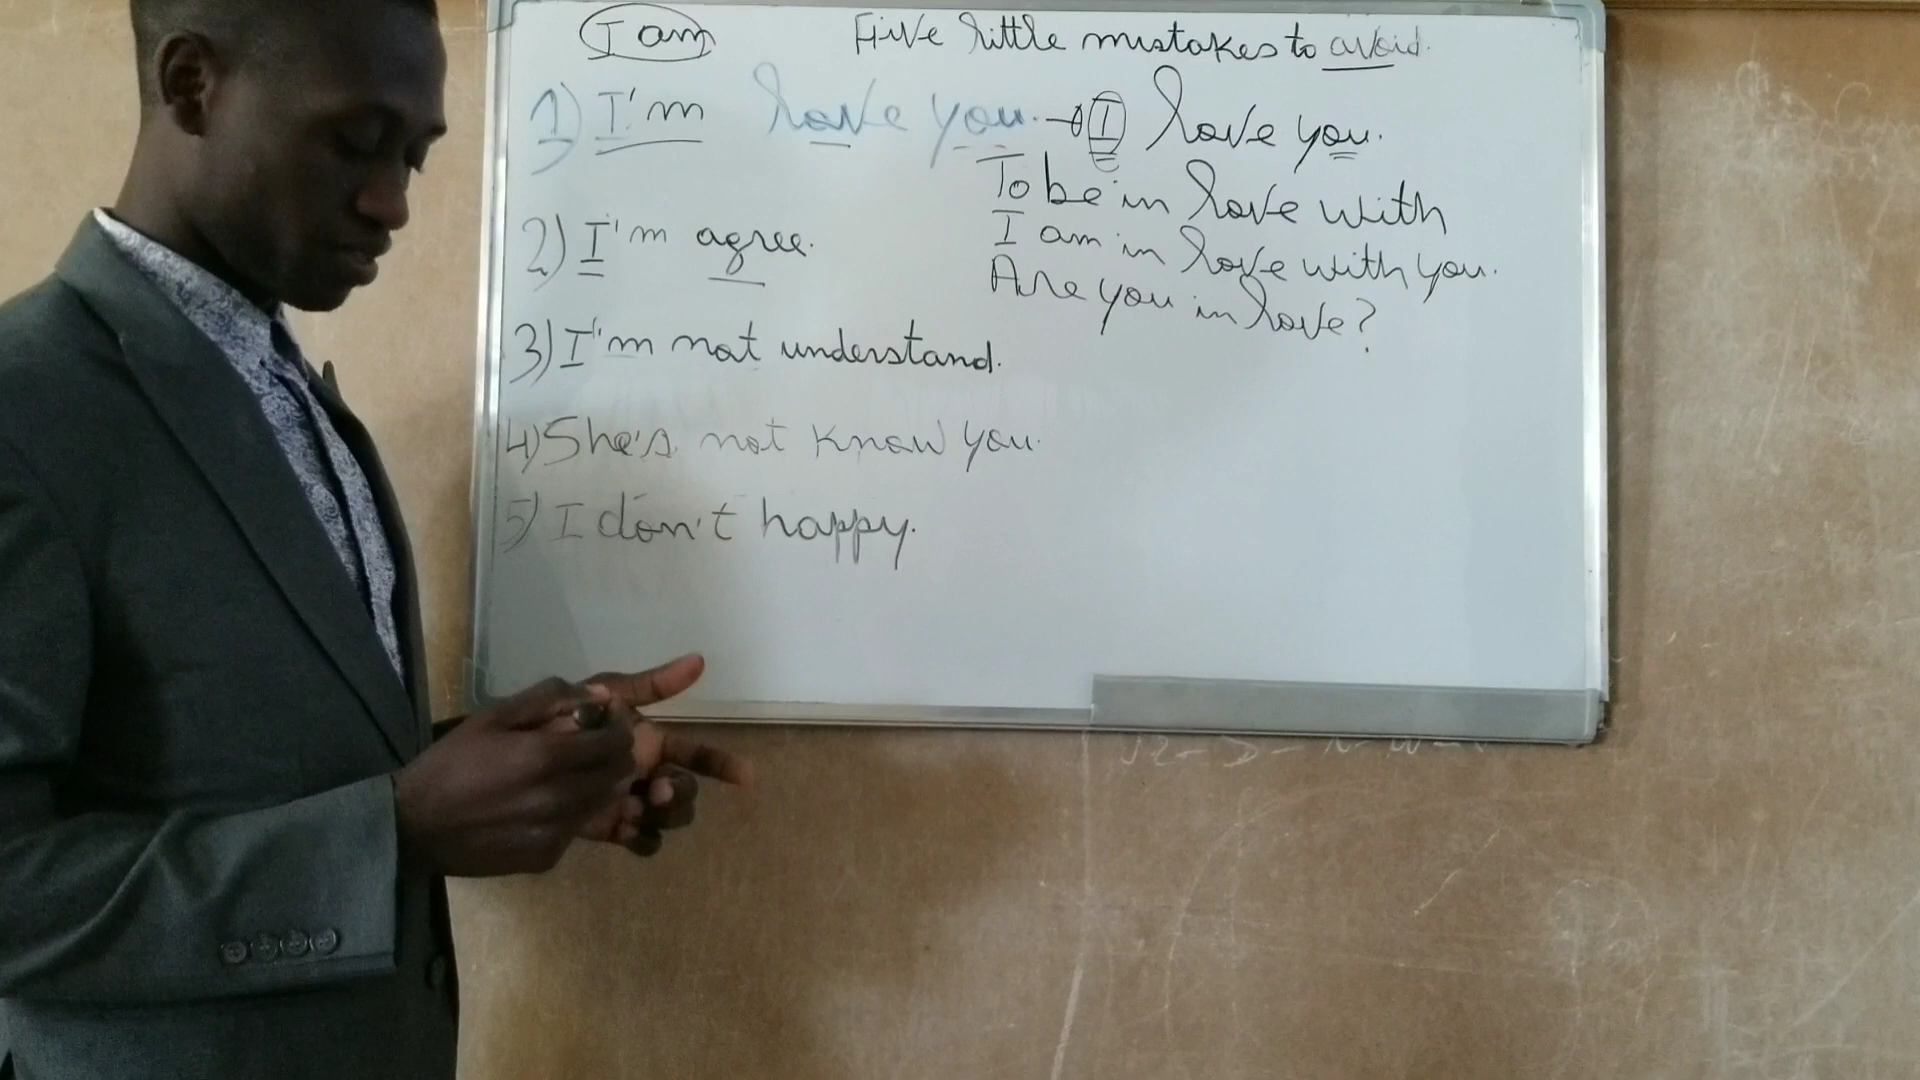 I am Five little mistakes to avoid.
1) I'm love you. → I love you.
To be in love with
I am in love with you.
Are you in love?
2) I'm agree.
3) I'm not understand.
4) She's not know you.
5) I don't happy.